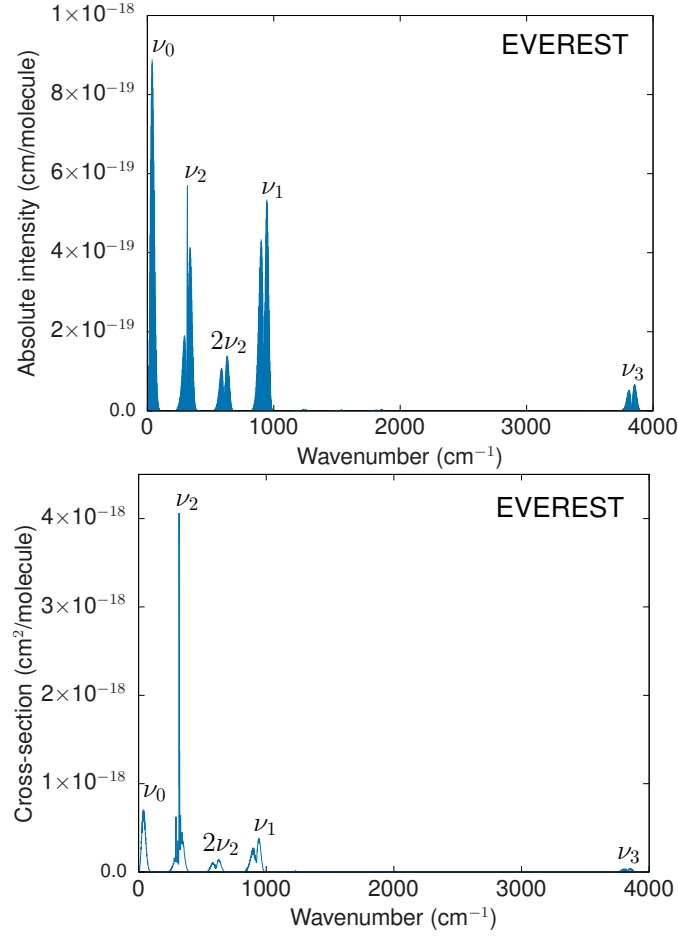 1×10⁻¹⁸
8×10⁻¹⁹
6×10⁻¹⁹
4×10⁻¹⁹
2×10⁻¹⁹
0.0
Absolute intensity (cm/molecule)
EVEREST
ν₀
ν₂
2ν₂
ν₁
ν₃
0 1000 2000 3000 4000
Wavenumber (cm⁻¹)
4×10⁻¹⁸
3×10⁻¹⁸
2×10⁻¹⁸
1×10⁻¹⁸
0.0
Cross-section (cm²/molecule)
EVEREST
ν₀
ν₂
2ν₂
ν₁
ν₃
0 1000 2000 3000 4000
Wavenumber (cm⁻¹)